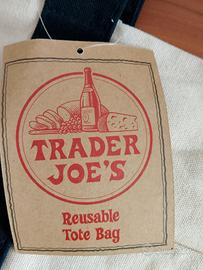 TRADER
JOE'S
Reusable
Tote Bag